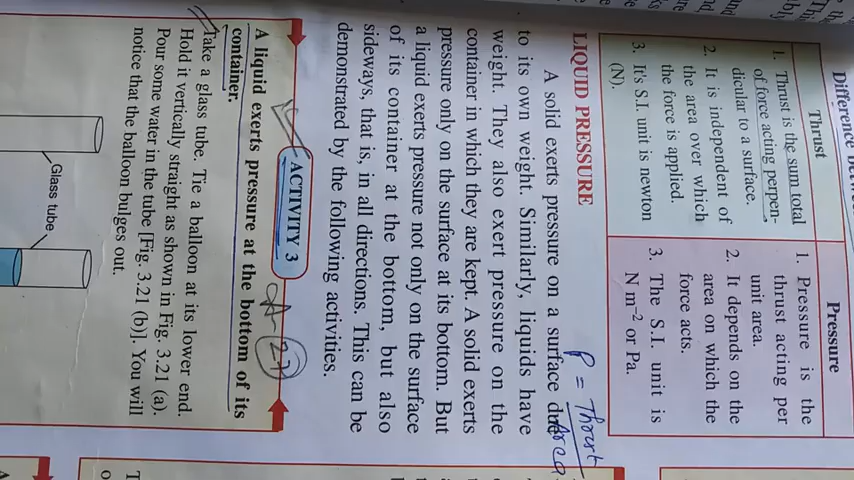 Difference
Thrust
Pressure
1. Thrust is the sum total
of force acting perpen-
dicular to a surface.
2. It is independent of
the area over which
the force is applied.
3. It's S.I. unit is newton
(N).
1. Pressure is the
thrust acting per
unit area.
2. It depends on the
area on which the
force acts.
3. The S.I. unit is
N m⁻² or Pa.
LIQUID PRESSURE
P = Thrust
Area
A solid exerts pressure on a surface due
to its own weight. Similarly, liquids have
weight. They also exert pressure on the
container in which they are kept. A solid exerts
pressure only on the surface at its bottom. But
a liquid exerts pressure not only on the surface
of its container at the bottom, but also
sideways, that is, in all directions. This can be
demonstrated by the following activities.
ACTIVITY 3
A liquid exerts pressure at the bottom of its
container.
Take a glass tube. Tie a balloon at its lower end.
Hold it vertically straight as shown in Fig. 3.21 (a).
Pour some water in the tube [Fig. 3.21 (b)]. You will
notice that the balloon bulges out.
Glass tube